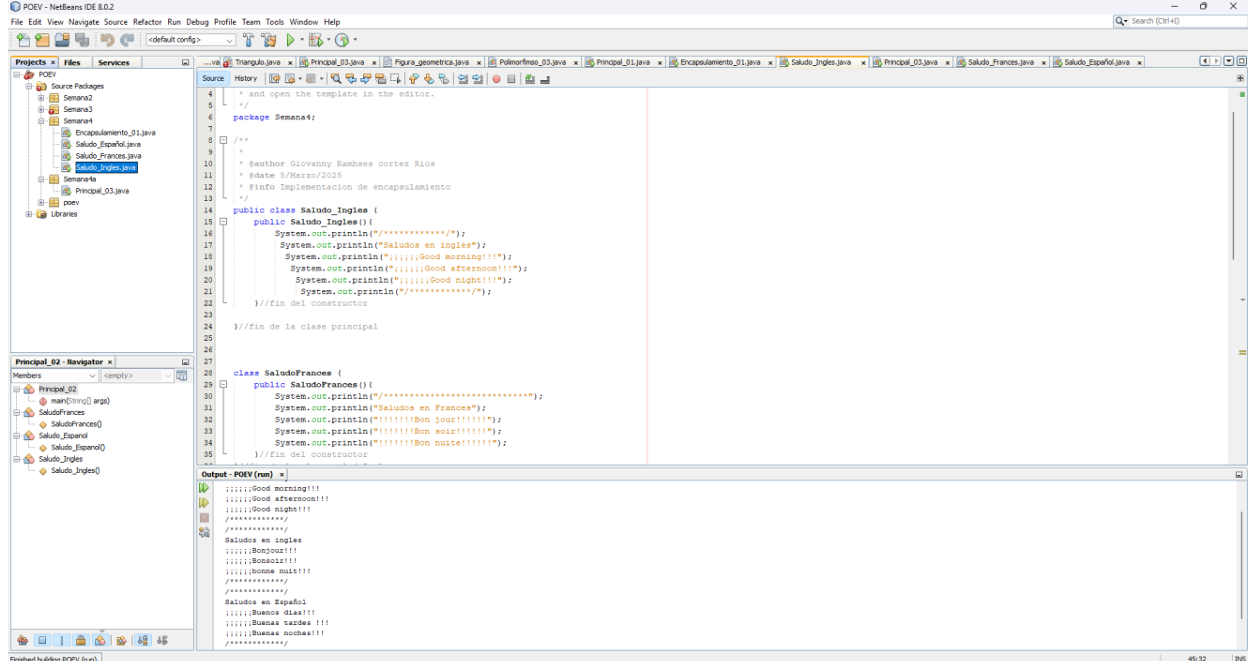 POEV - NetBeans IDE 8.0.2
File Edit View Navigate Source Refactor Run Debug Profile Team Tools Window Help
Search (Ctrl+I)
<default config>
Projects × Files Services
POEV
Source Packages
Semana2
Semana3
Semana4
Encapsulamiento_01.java
Saludo_Español.java
Saludo_Frances.java
Saludo_Ingles.java
Semana4a
Principal_03.java
poev
Libraries
Principal_02 - Navigator ×
Members <empty>
Principal_02
main(String[] args)
SaludoFrances
SaludoFrances()
Saludo_Espanol
Saludo_Espanol()
Saludo_Ingles
Saludo_Ingles()
...va Triangulo.java × Principal_03.java × Figura_geometrica.java × Polimorfimso_03.java × Principal_01.java × Encapsulamiento_01.java × Saludo_Ingles.java × Principal_03.java × Saludo_Frances.java × Saludo_Español.java ×
Source History
4 * and open the template in the editor.
5 */
6 package Semana4;
7
8 /**
9 *
10 * @author Giovanny Ramhses cortez Rios
11 * @date 5/Marzo/2025
12 * @info Implementacion de encapsulamiento
13 */
14 public class Saludo_Ingles {
15 public Saludo_Ingles(){
16 System.out.println("/************/");
17 System.out.println("Saludos en ingles");
18 System.out.println("¡¡¡¡¡¡Good morning!!!");
19 System.out.println("¡¡¡¡¡¡Good afternoon!!!");
20 System.out.println("¡¡¡¡¡¡Good night!!!");
21 System.out.println("/************/");
22 }//fin del constructor
23
24 }//fin de la clase principal
25
26
27
28 class SaludoFrances {
29 public SaludoFrances(){
30 System.out.println("/****************************");
31 System.out.println("Saludos en Frances");
32 System.out.println("!!!!!!!Bon jour!!!!!!");
33 System.out.println("!!!!!!!Bon soir!!!!!!");
34 System.out.println("!!!!!!!Bon nuite!!!!!!");
35 }//fin del constructor
Output - POEV (run) ×
¡¡¡¡¡¡Good morning!!!
¡¡¡¡¡¡Good afternoon!!!
¡¡¡¡¡¡Good night!!!
/************/
/************/
Saludos en ingles
¡¡¡¡¡¡Bonjour!!!
¡¡¡¡¡¡Bonsoir!!!
¡¡¡¡¡¡bonne nuit!!!
/************/
/************/
Saludos en Español
¡¡¡¡¡¡Buenos dias!!!
¡¡¡¡¡¡Buenas tardes !!!
¡¡¡¡¡¡Buenas noches!!!
/************/
Finished building POEV (run)
45:32 INS